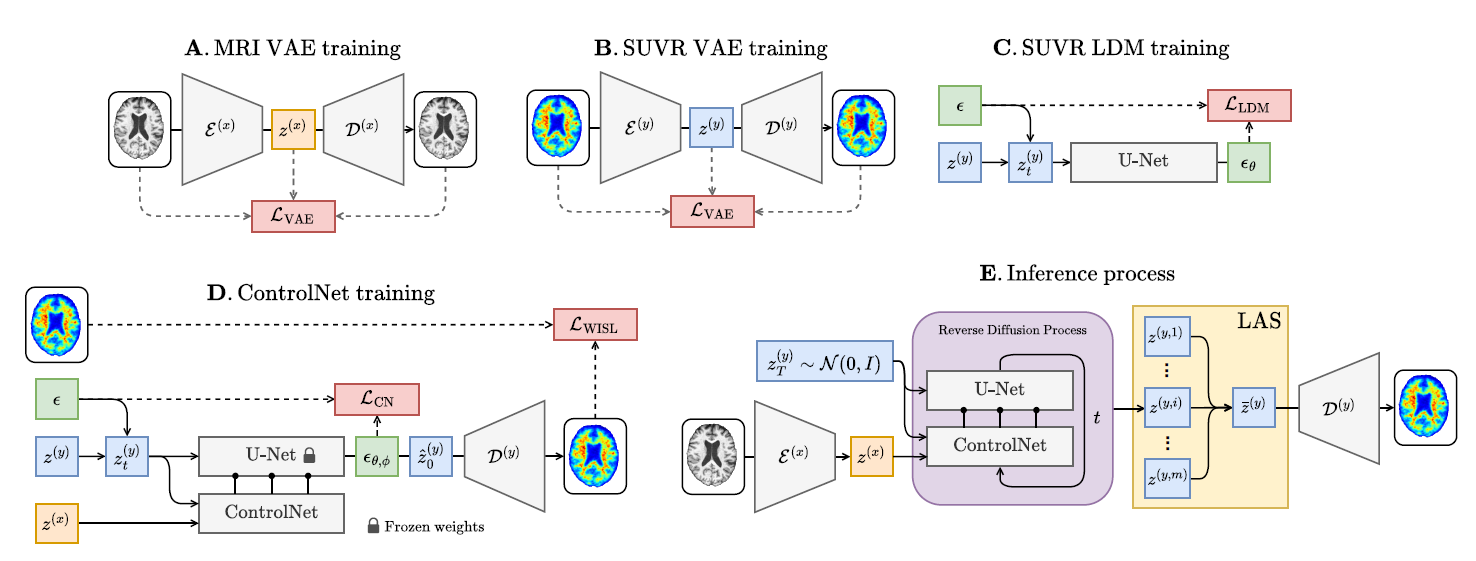 A. MRI VAE training
ℰ^(x)
z^(x)
𝒟^(x)
ℒ_VAE
B. SUVR VAE training
ℰ^(y)
z^(y)
𝒟^(y)
ℒ_VAE
C. SUVR LDM training
ϵ
ℒ_LDM
z^(y)
z_t^(y)
U-Net
ϵ_θ
D. ControlNet training
ℒ_WISL
ϵ
ℒ_CN
z^(y)
z_t^(y)
U-Net
ϵ_θ,ϕ
ẑ_0^(y)
𝒟^(y)
z^(x)
ControlNet
Frozen weights
E. Inference process
Reverse Diffusion Process
z_T^(y) ∼ 𝒩(0, I)
U-Net
ControlNet
t
ℰ^(x)
z^(x)
LAS
z^(y,1)
⋮
z^(y,i)
⋮
z^(y,m)
z̄^(y)
𝒟^(y)